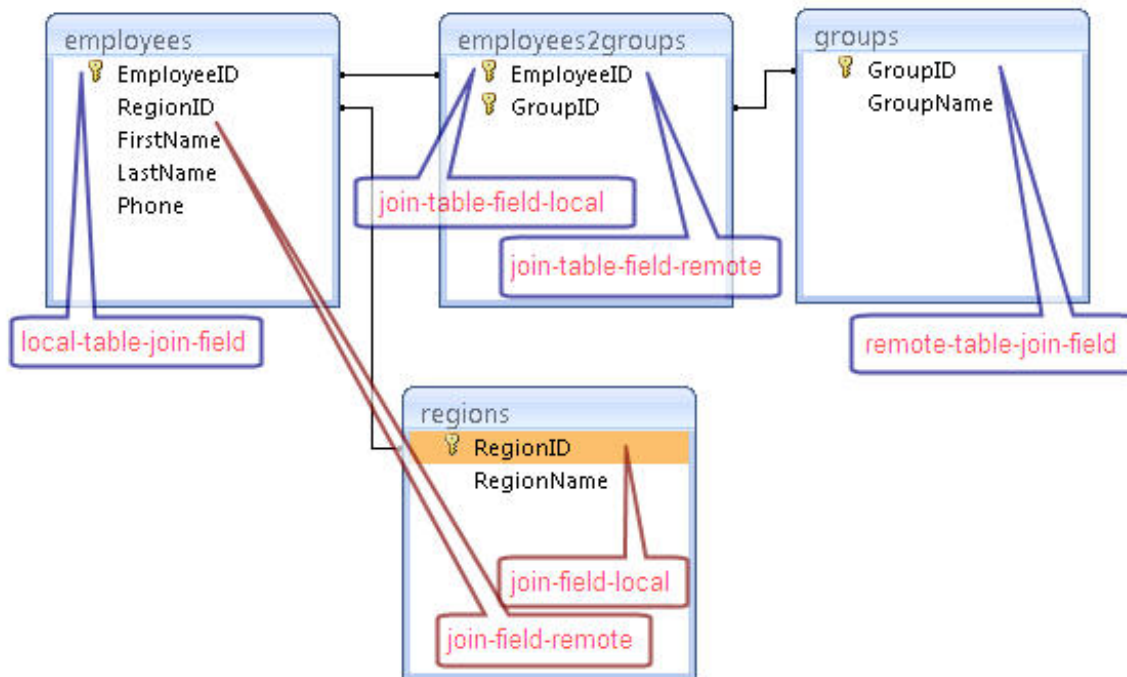 employees
EmployeeID
RegionID
FirstName
LastName
Phone
employees2groups
EmployeeID
GroupID
groups
GroupID
GroupName
join-table-field-local
join-table-field-remote
local-table-join-field
remote-table-join-field
regions
RegionID
RegionName
join-field-local
join-field-remote